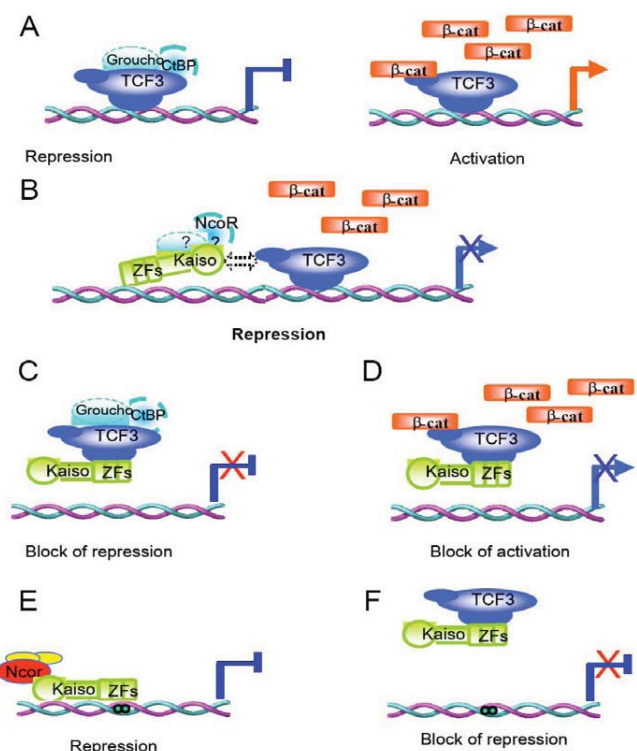 A
Groucho
CtBP
TCF3
Repression
β-cat
β-cat
β-cat
β-cat
TCF3
Activation
B
NcoR
?
?
ZFs
Kaiso
β-cat
β-cat
β-cat
TCF3
Repression
C
Groucho
CtBP
TCF3
Kaiso
ZFs
Block of repression
D
β-cat
β-cat
β-cat
β-cat
TCF3
Kaiso
ZFs
Block of activation
E
Ncor
Kaiso
ZFs
Repression
F
TCF3
Kaiso
ZFs
Block of repression